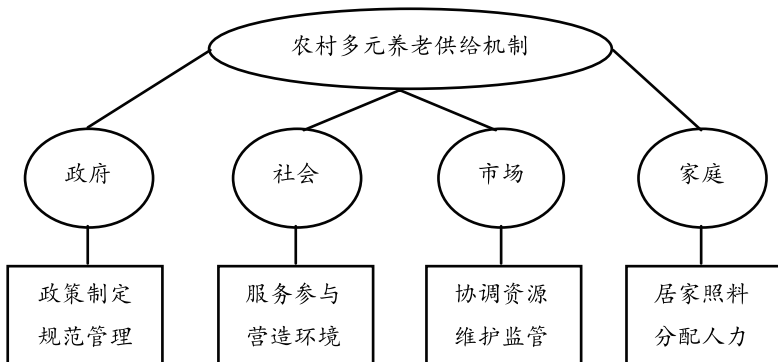 农村多元养老供给机制
政府
社会
市场
家庭
政策制定
规范管理
服务参与
营造环境
协调资源
维护监管
居家照料
分配人力